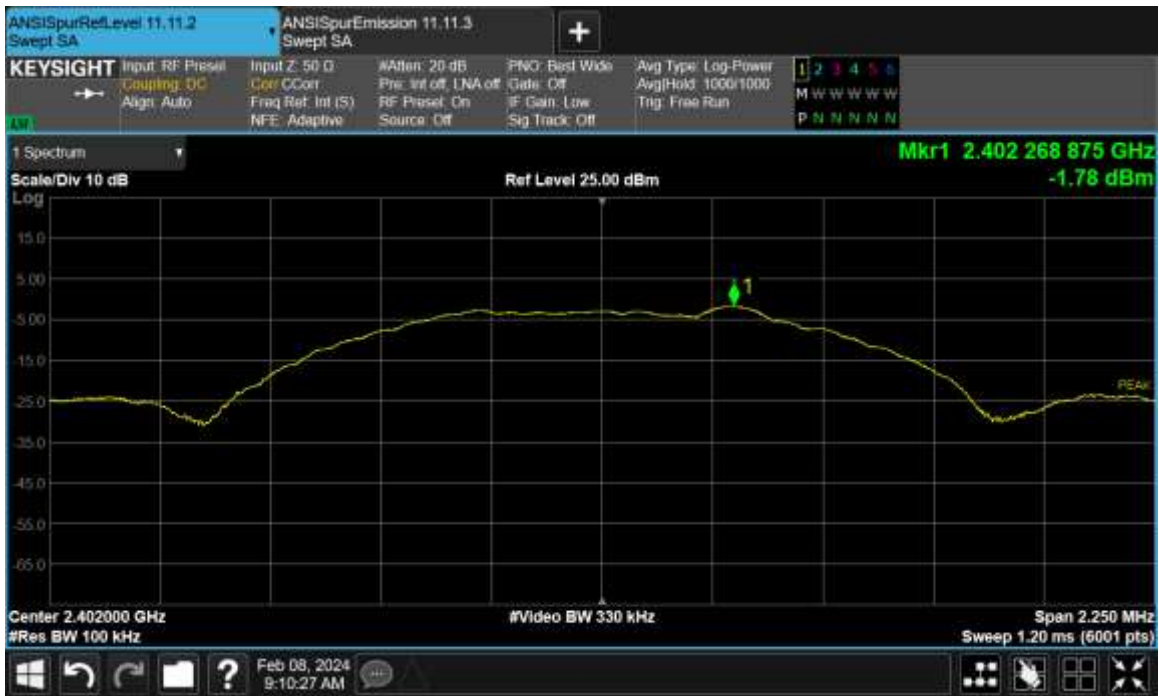 ANSISpurRefLevel 11.11.2
Swept SA
ANSISpurEmission 11.11.3
Swept SA
KEYSIGHT
Input: RF Presel
Coupling: DC
Align: Auto
Input Z: 50 Ω
Corr CCorr
Freq Ref: Int (S)
NFE: Adaptive
#Atten: 20 dB
Pre: Int off, LNA off
RF Presel: On
Source: Off
PNO: Best Wide
Gate: Off
IF Gain: Low
Sig Track: Off
Avg Type: Log-Power
Avg|Hold: 1000/1000
Trig: Free Run
1 2 3 4 5 6
M W W W W W
P N N N N N
1 Spectrum
Scale/Div 10 dB
Ref Level 25.00 dBm
Mkr1 2.402 268 875 GHz
-1.78 dBm
Log
15.0
5.00
-5.00
-15.0
-25.0
-35.0
-45.0
-55.0
-65.0
1
PEAK
Center 2.402000 GHz
#Video BW 330 kHz
Span 2.250 MHz
#Res BW 100 kHz
Sweep 1.20 ms (6001 pts)
?
Feb 08, 2024
9:10:27 AM